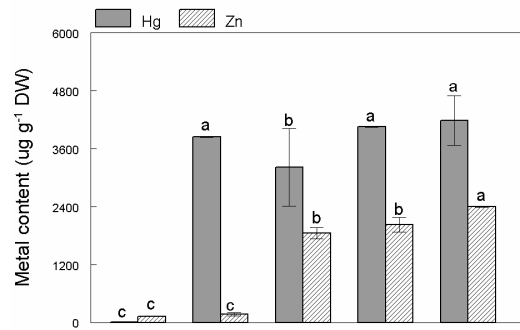 Hg Zn
Metal content (ug g-1 DW)
6000
4800
3600
2400
1200
0
c c
a c
b b
a b
a a